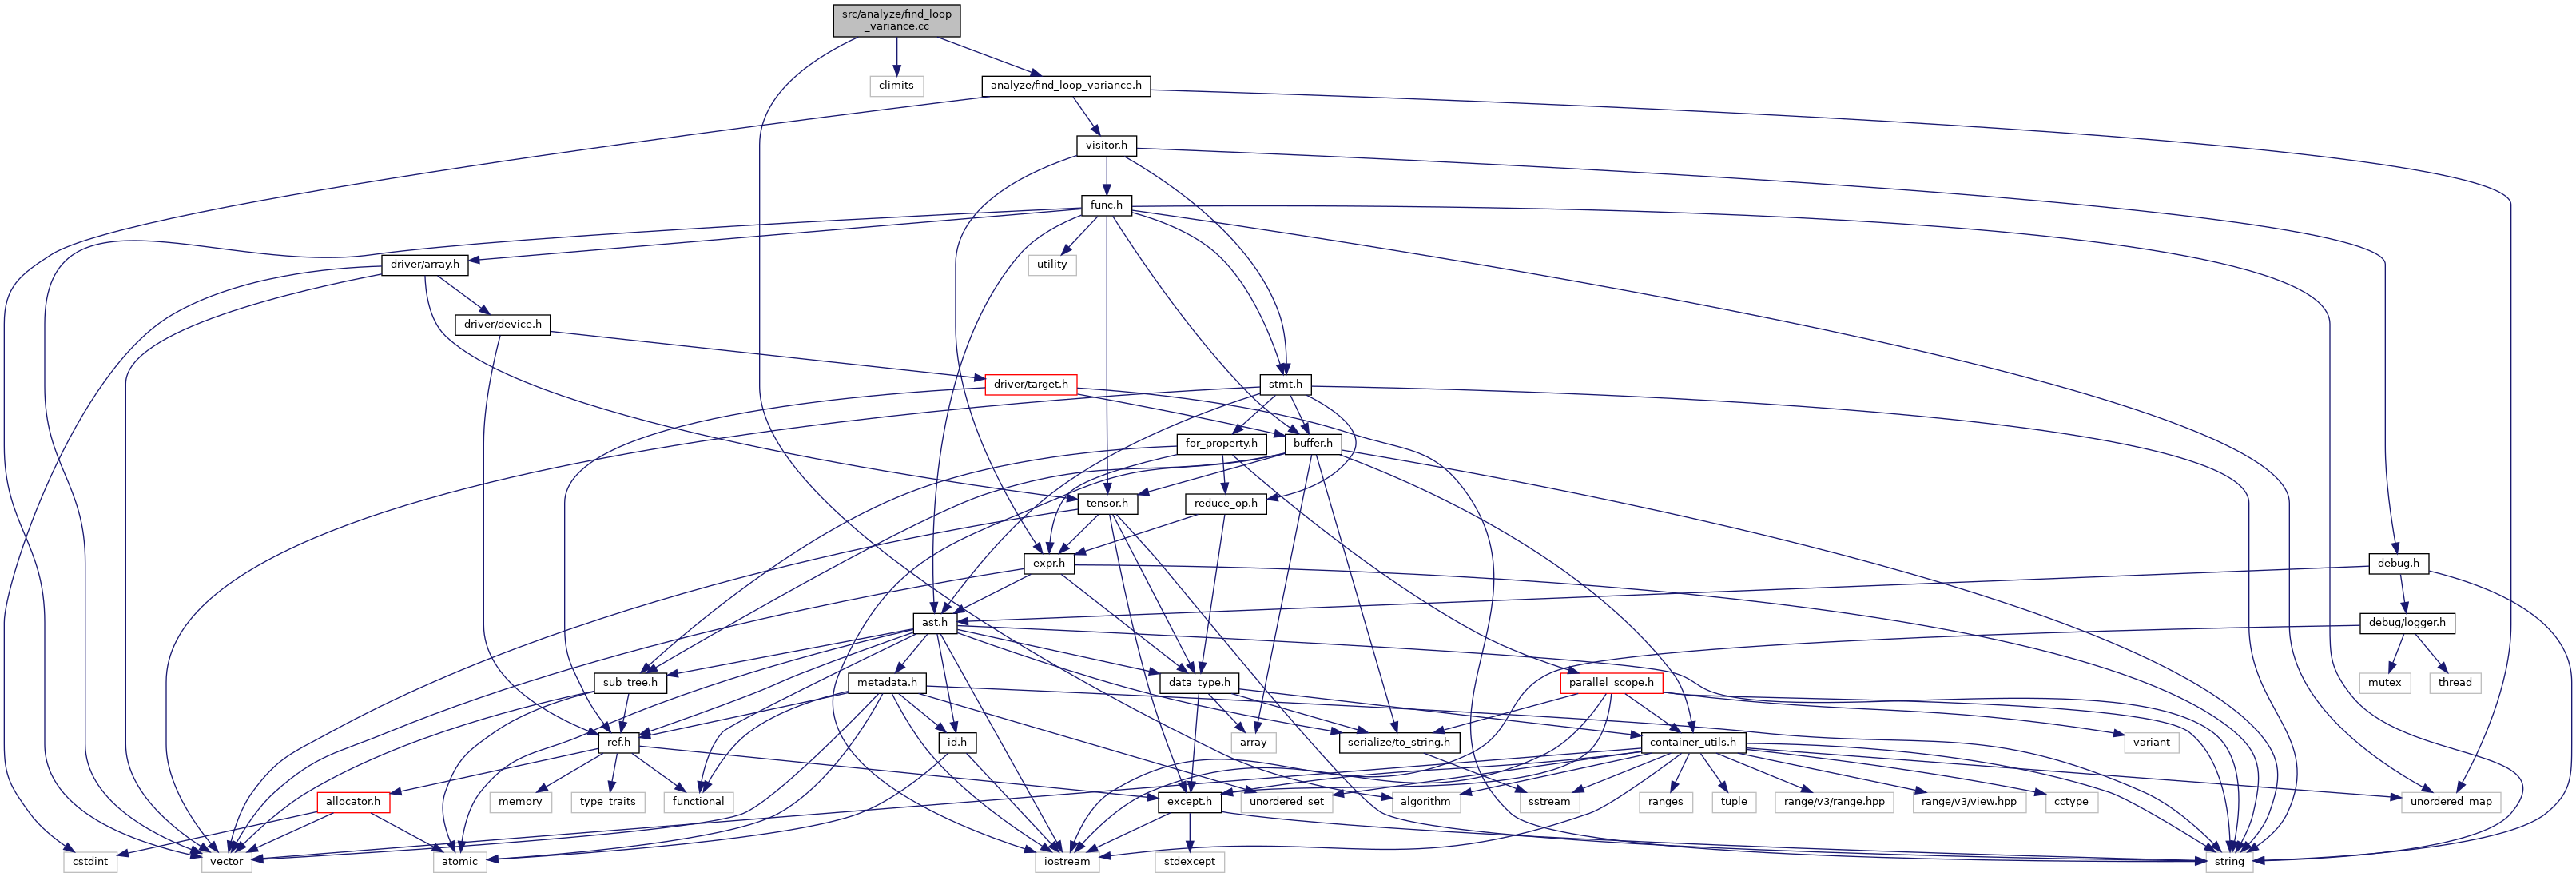 src/analyze/find_loop
_variance.cc
climits
analyze/find_loop_variance.h
visitor.h
func.h
driver/array.h
utility
driver/device.h
driver/target.h
stmt.h
for_property.h
buffer.h
tensor.h
reduce_op.h
expr.h
debug.h
ast.h
debug/logger.h
sub_tree.h
metadata.h
data_type.h
parallel_scope.h
mutex
thread
ref.h
id.h
array
serialize/to_string.h
container_utils.h
variant
allocator.h
memory
type_traits
functional
except.h
unordered_set
algorithm
sstream
ranges
tuple
range/v3/range.hpp
range/v3/view.hpp
cctype
unordered_map
cstdint
vector
atomic
iostream
stdexcept
string